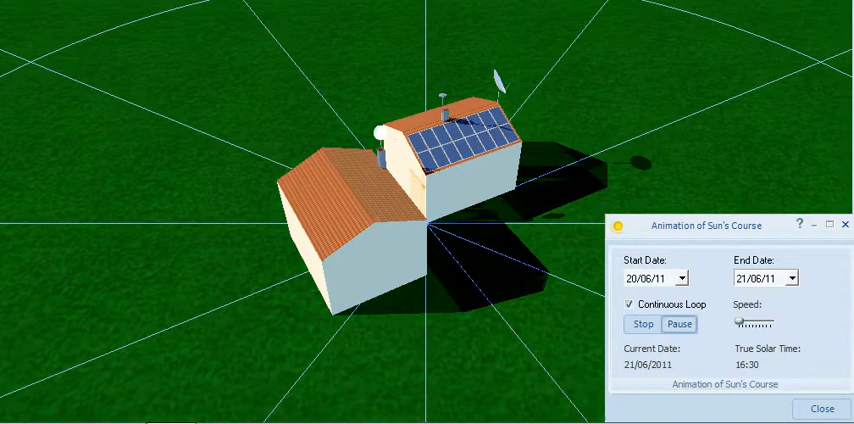 Animation of Sun's Course
Start Date:
End Date:
20/06/11
21/06/11
Continuous Loop
Speed:
Stop
Pause
Current Date:
True Solar Time:
21/06/2011
16:30
Animation of Sun's Course
Close